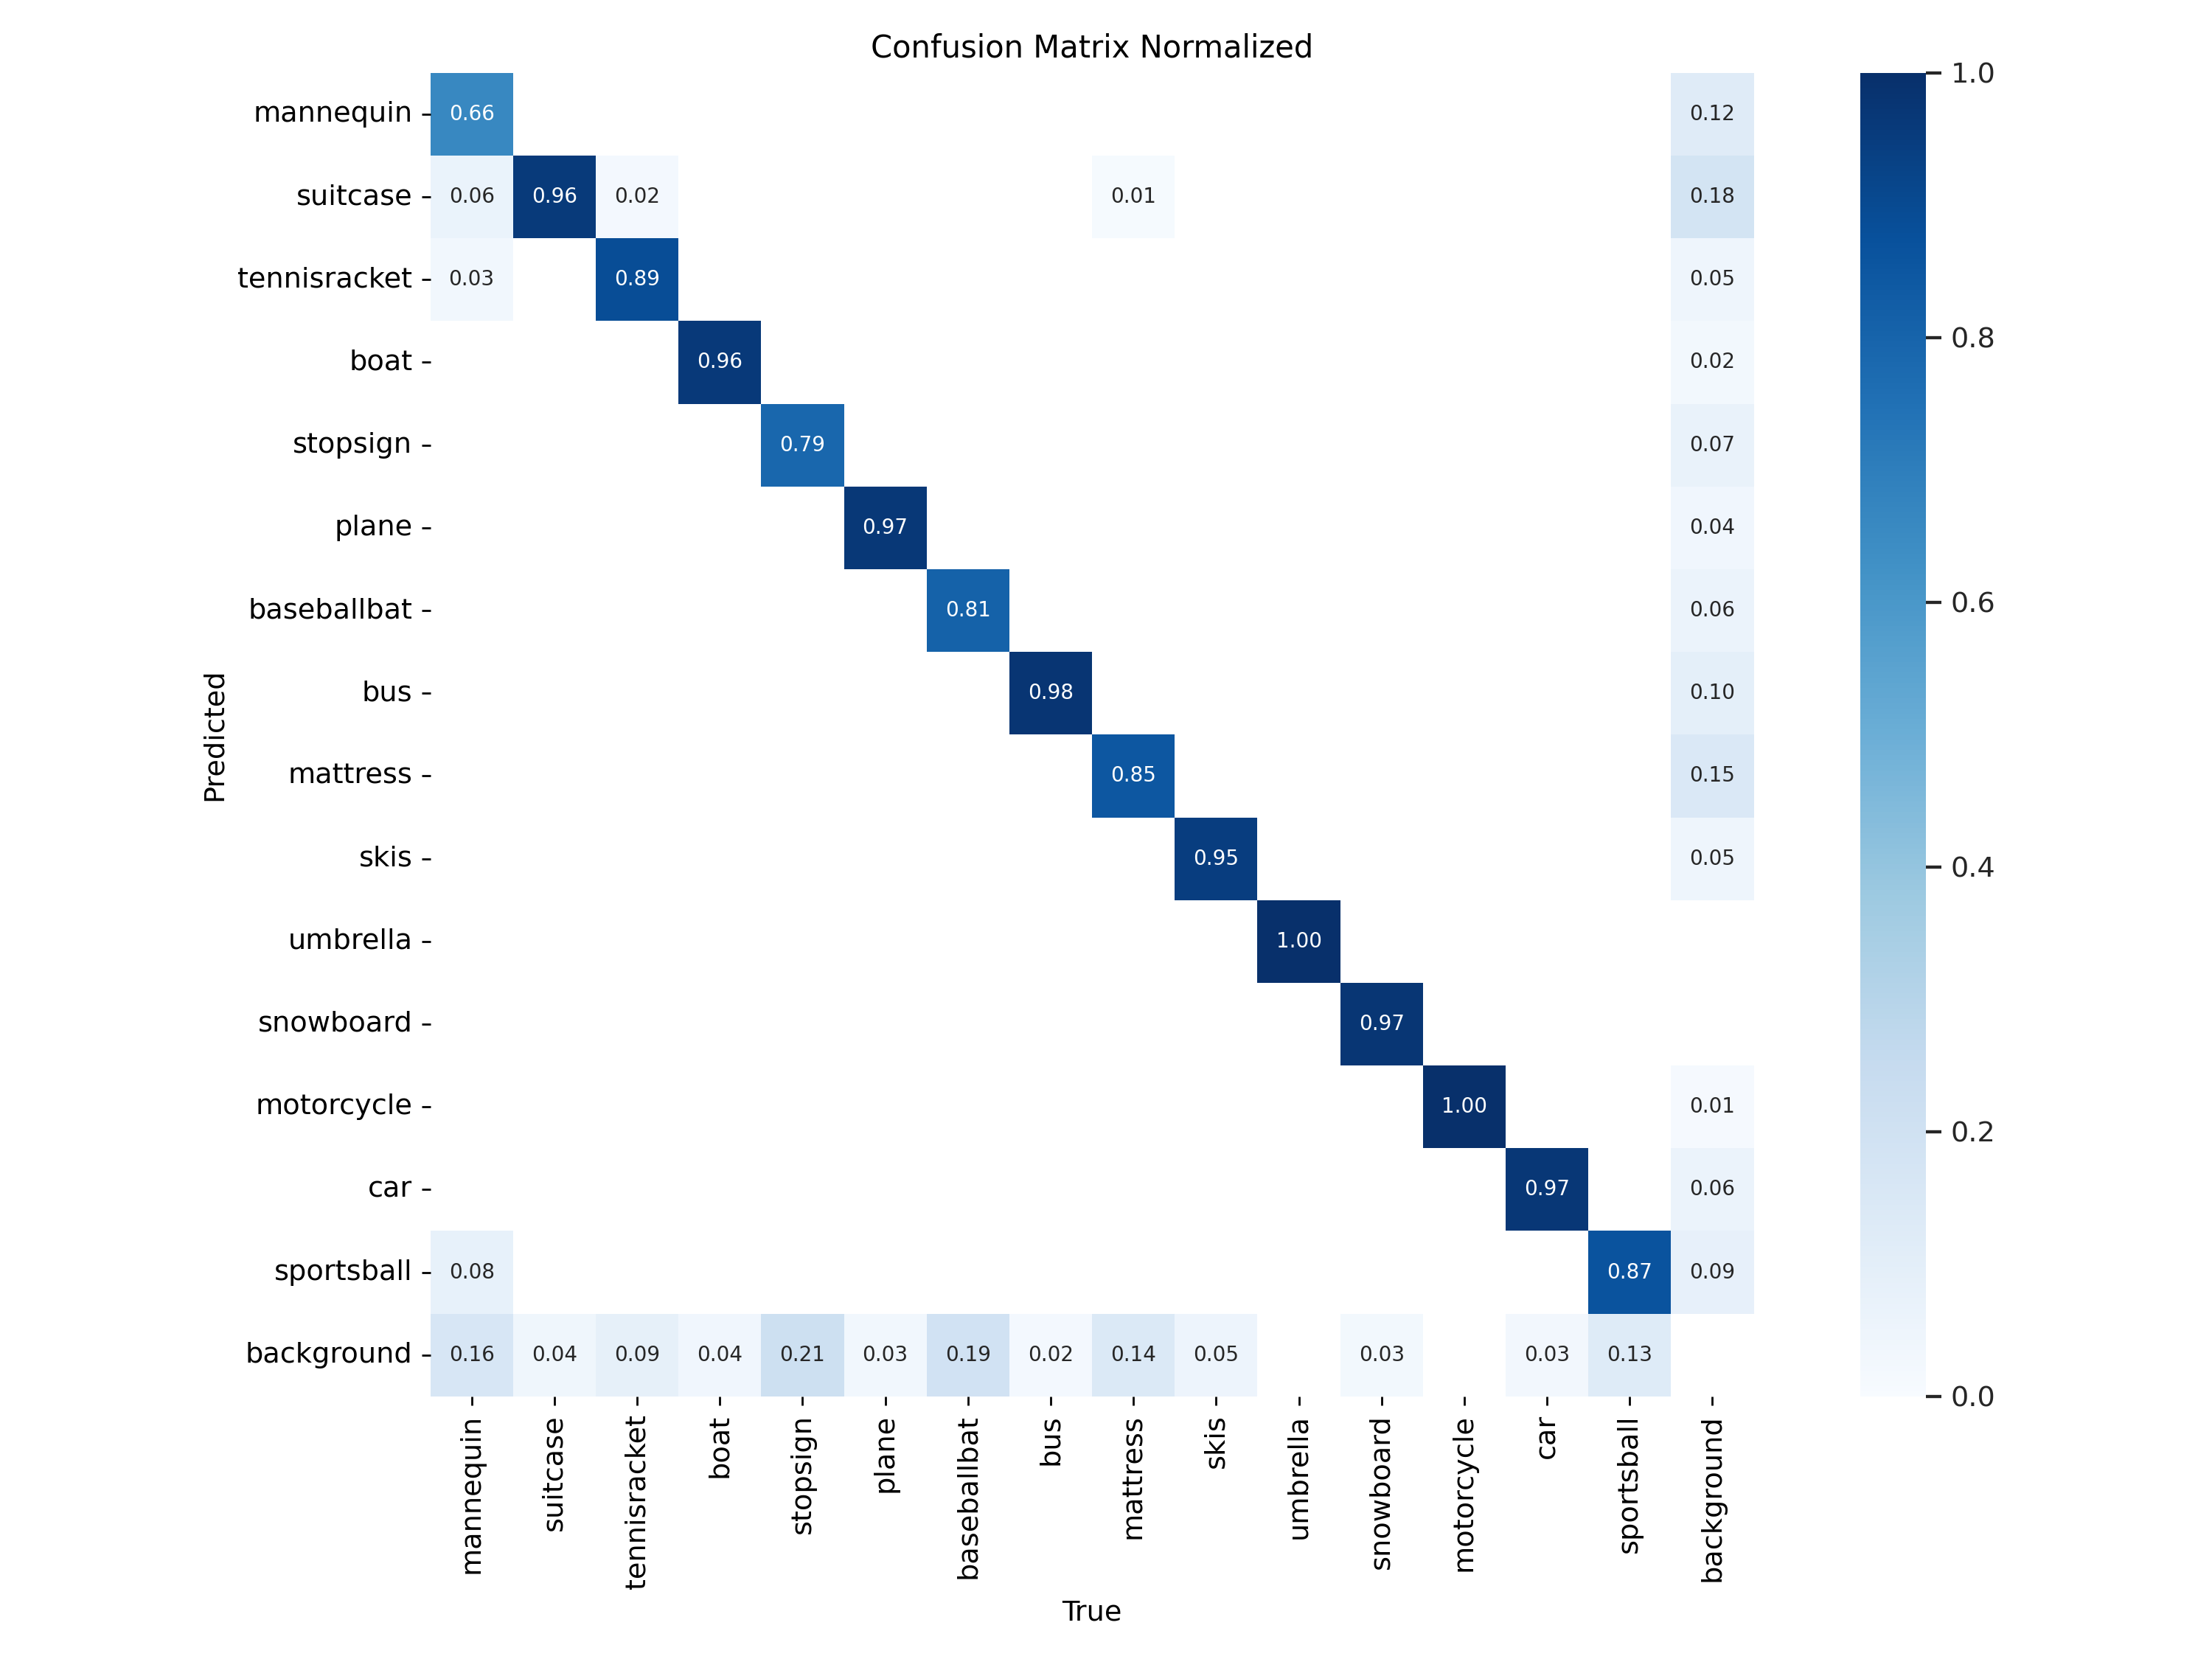 Confusion Matrix Normalized
mannequin 0.66 0.12 1.0
suitcase 0.06 0.96 0.02 0.01 0.18
tennisracket 0.03 0.89 0.05
boat 0.96 0.02 0.8
stopsign 0.79 0.07
plane 0.97 0.04
baseballbat 0.81 0.06 0.6
bus 0.98 0.10
mattress 0.85 0.15
skis 0.95 0.05 0.4
umbrella 1.00
snowboard 0.97
motorcycle 1.00 0.01 0.2
car 0.97 0.06
sportsball 0.08 0.87 0.09
background 0.16 0.04 0.09 0.04 0.21 0.03 0.19 0.02 0.14 0.05 0.03 0.03 0.13 0.0
Predicted
mannequin suitcase tennisracket boat stopsign plane baseballbat bus mattress skis umbrella snowboard motorcycle car sportsball background
True